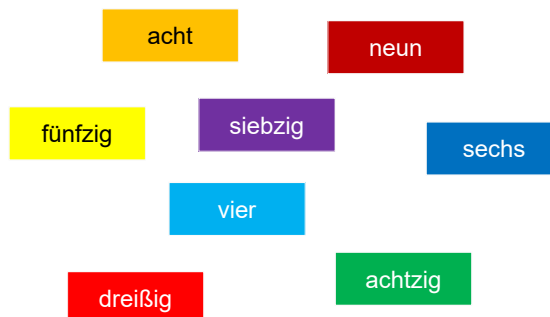 acht
neun
fünfzig
siebzig
sechs
vier
dreißig
achtzig